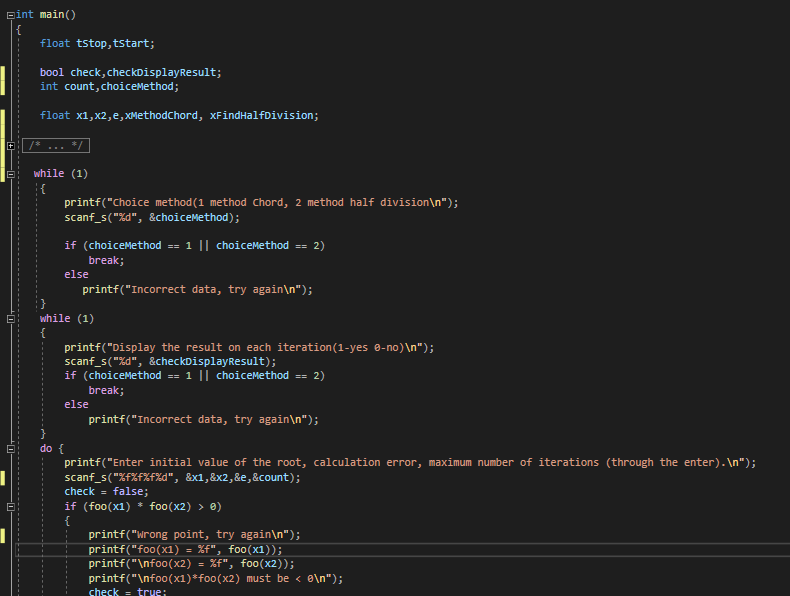 int main()
{
float tStop,tStart;
bool check,checkDisplayResult;
int count,choiceMethod;
float x1,x2,e,xMethodChord, xFindHalfDivision;
/* ... */
while (1)
{
printf("Choice method(1 method Chord, 2 method half division\n");
scanf_s("%d", &choiceMethod);
if (choiceMethod == 1 || choiceMethod == 2)
break;
else
printf("Incorrect data, try again\n");
}
while (1)
{
printf("Display the result on each iteration(1-yes 0-no)\n");
scanf_s("%d", &checkDisplayResult);
if (choiceMethod == 1 || choiceMethod == 2)
break;
else
printf("Incorrect data, try again\n");
}
do {
printf("Enter initial value of the root, calculation error, maximum number of iterations (through the enter).\n");
scanf_s("%f%f%f%d", &x1,&x2,&e,&count);
check = false;
if (foo(x1) * foo(x2) > 0)
{
printf("Wrong point, try again\n");
printf("foo(x1) = %f", foo(x1));
printf("\nfoo(x2) = %f", foo(x2));
printf("\nfoo(x1)*foo(x2) must be < 0\n");
check = true;